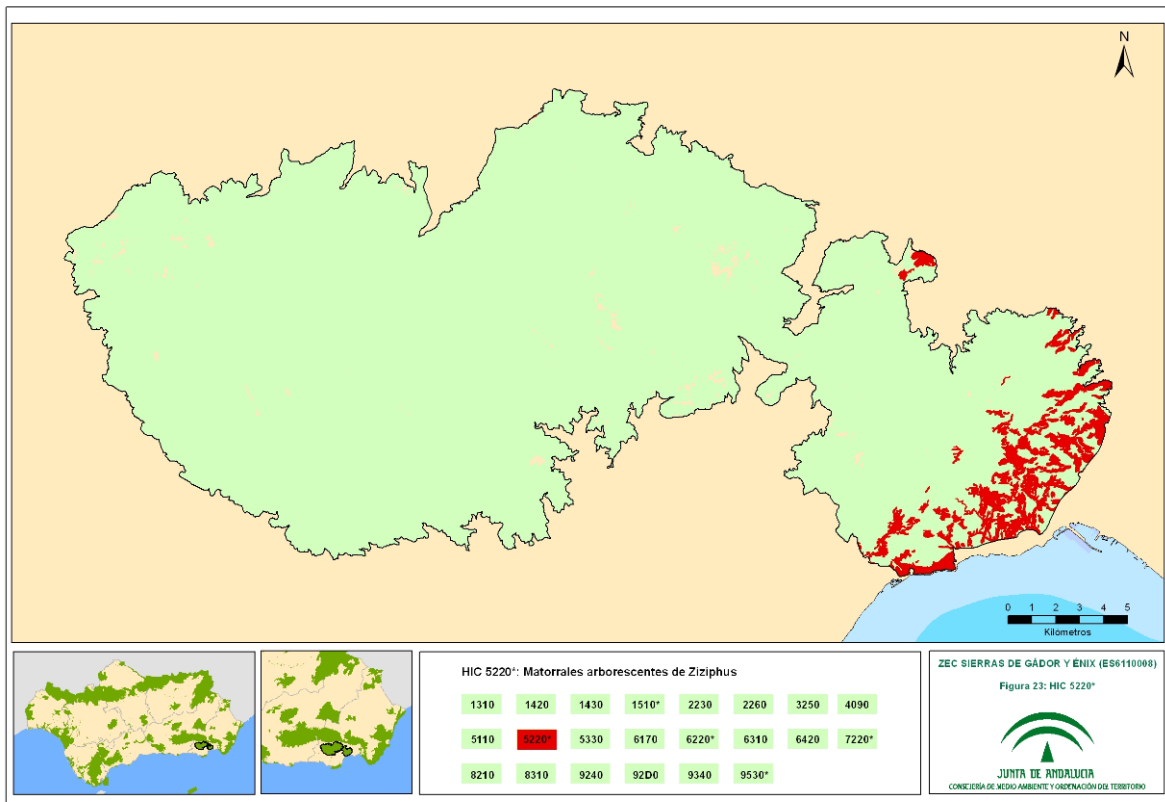 N
0 1 2 3 4 5
Kilómetros
HIC 5220*: Matorrales arborescentes de Ziziphus
1310 1420 1430 1510* 2230 2260 3250 4090
5110 5220* 5330 6170 6220* 6310 6420 7220*
8210 8310 9240 92D0 9340 9530*
ZEC SIERRAS DE GÁDOR Y ÉNIX (ES6110008)
Figura 23: HIC 5220*
JUNTA DE ANDALUCIA
CONSEJERÍA DE MEDIO AMBIENTE Y ORDENACIÓN DEL TERRITORIO